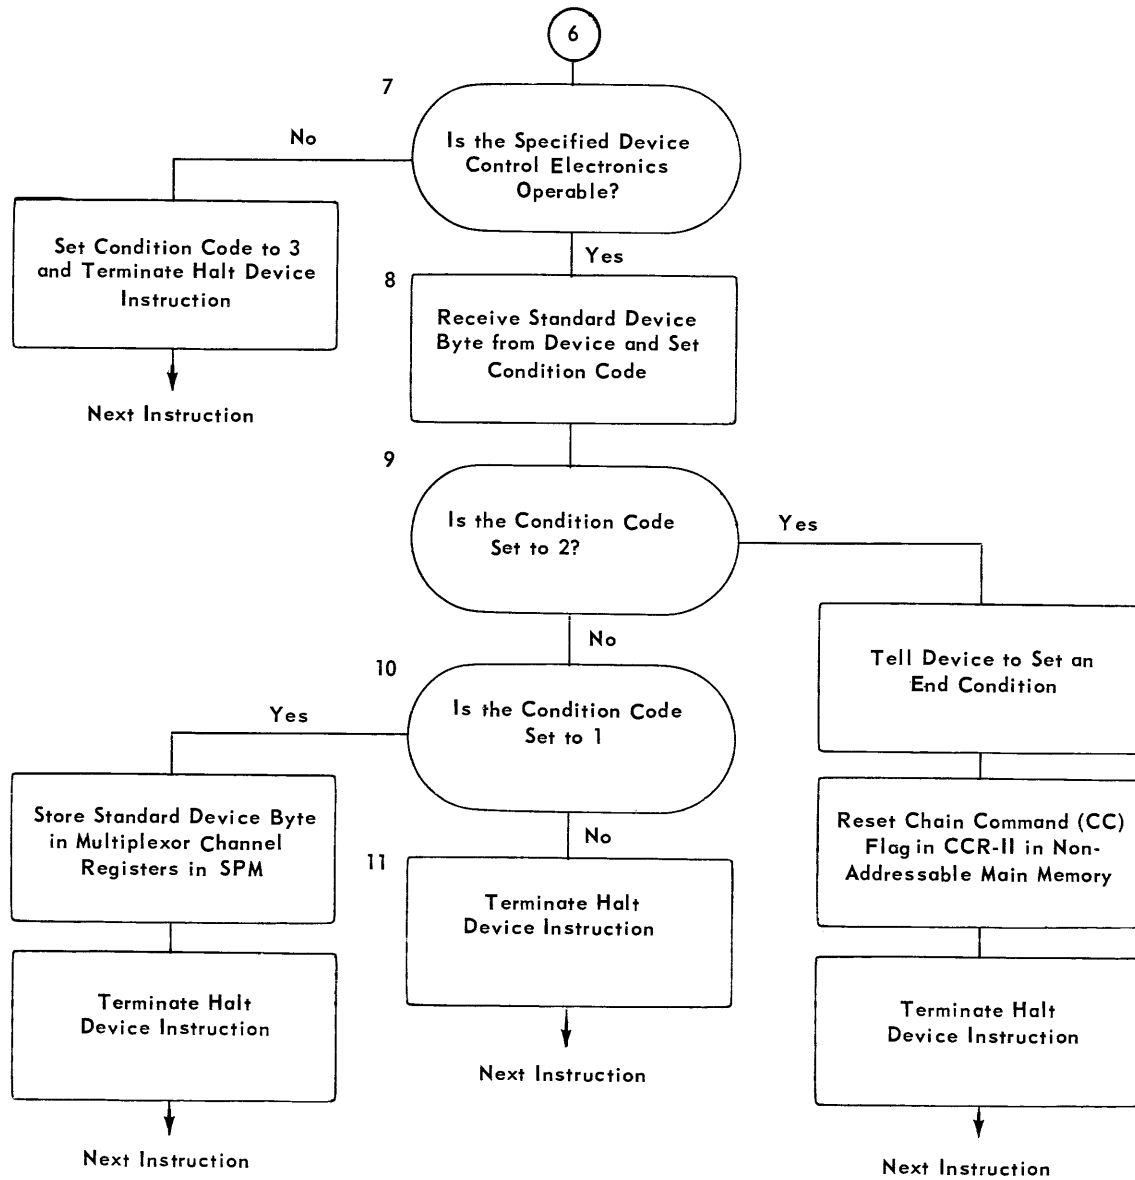 6
7
Is the Specified Device
Control Electronics
Operable?
No
Set Condition Code to 3
and Terminate Halt Device
Instruction
Next Instruction
Yes
8
Receive Standard Device
Byte from Device and Set
Condition Code
9
Is the Condition Code
Set to 2?
Yes
Tell Device to Set an
End Condition
Reset Chain Command (CC)
Flag in CCR-II in Non-
Addressable Main Memory
Terminate Halt
Device Instruction
Next Instruction
No
10
Is the Condition Code
Set to 1
Yes
Store Standard Device Byte
in Multiplexor Channel
Registers in SPM
Terminate Halt
Device Instruction
Next Instruction
No
11
Terminate Halt
Device Instruction
Next Instruction